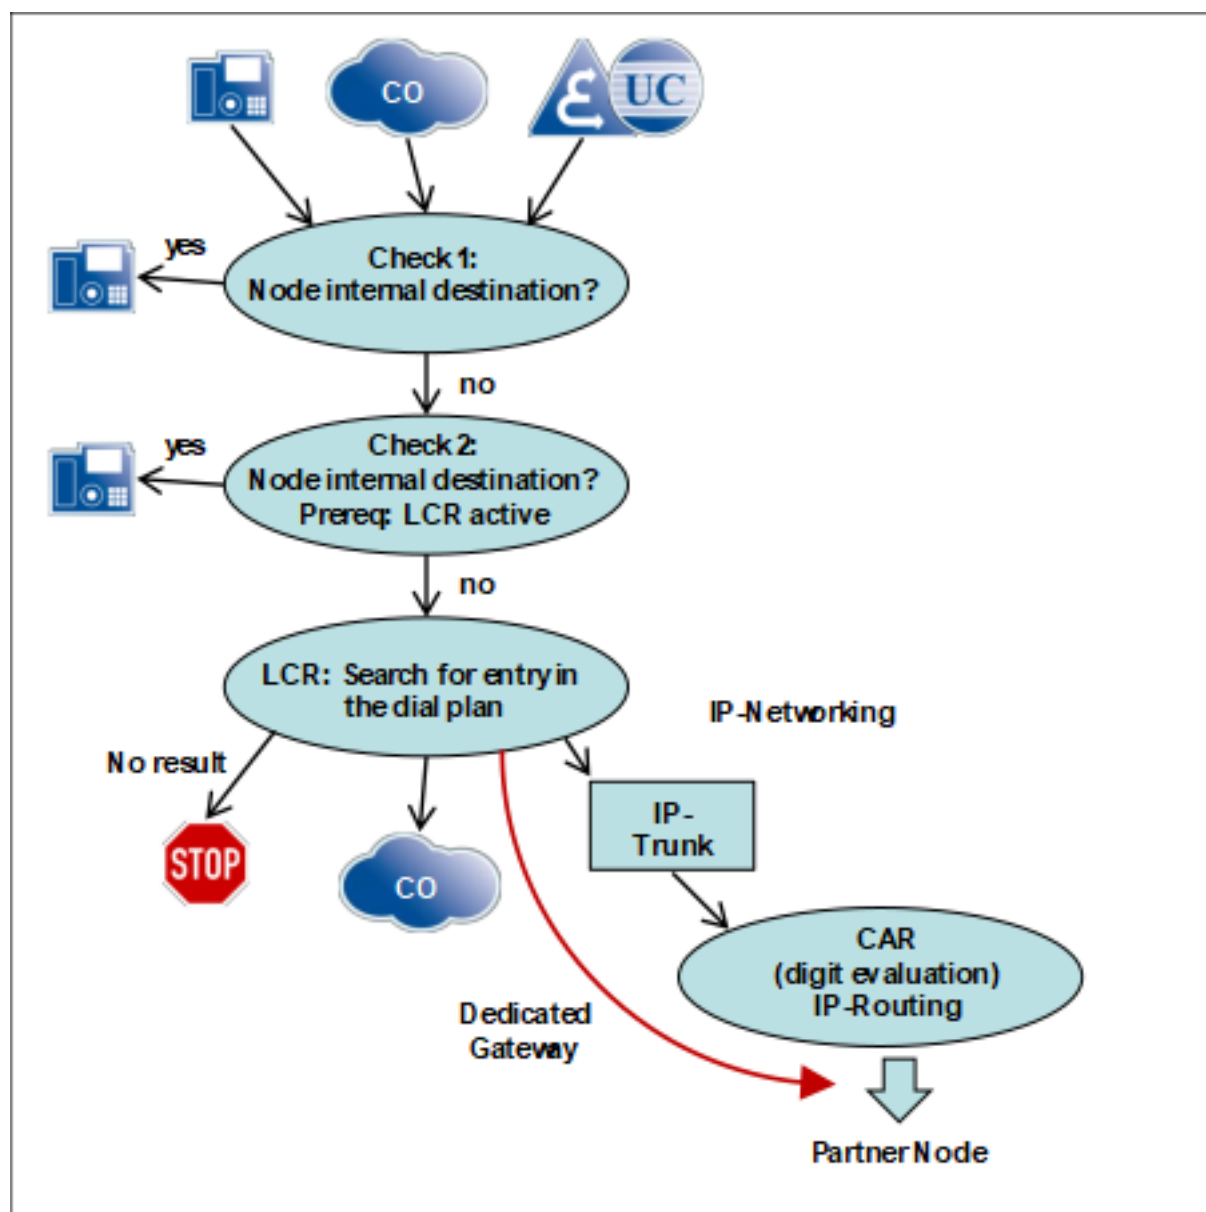 CO
UC
yes
Check 1:
Node internal destination?
no
yes
Check 2:
Node internal destination?
Prereq: LCR active
no
LCR: Search for entry in
the dial plan
IP-Networking
No result
IP-
Trunk
STOP
CO
CAR
(digit evaluation)
IP-Routing
Dedicated
Gateway
Partner Node